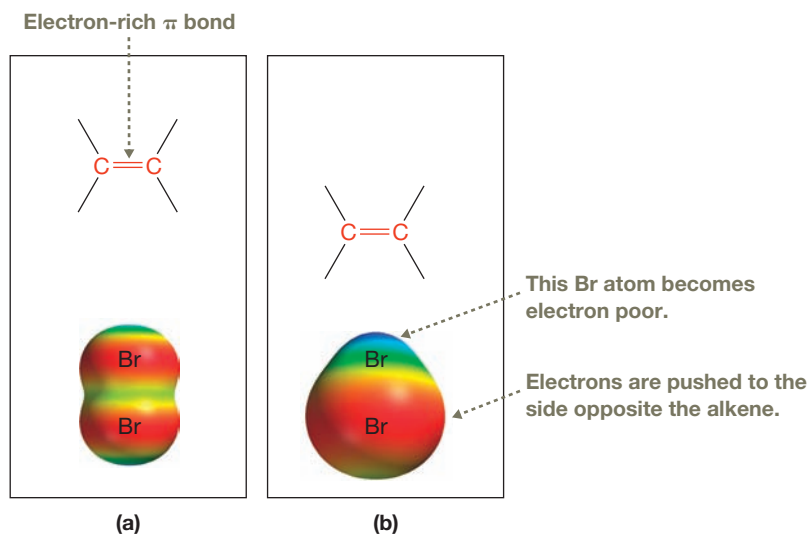 Electron-rich π bond
C C
C C
This Br atom becomes
electron poor.
Br
Br
Electrons are pushed to the
side opposite the alkene.
Br
Br
(a)
(b)